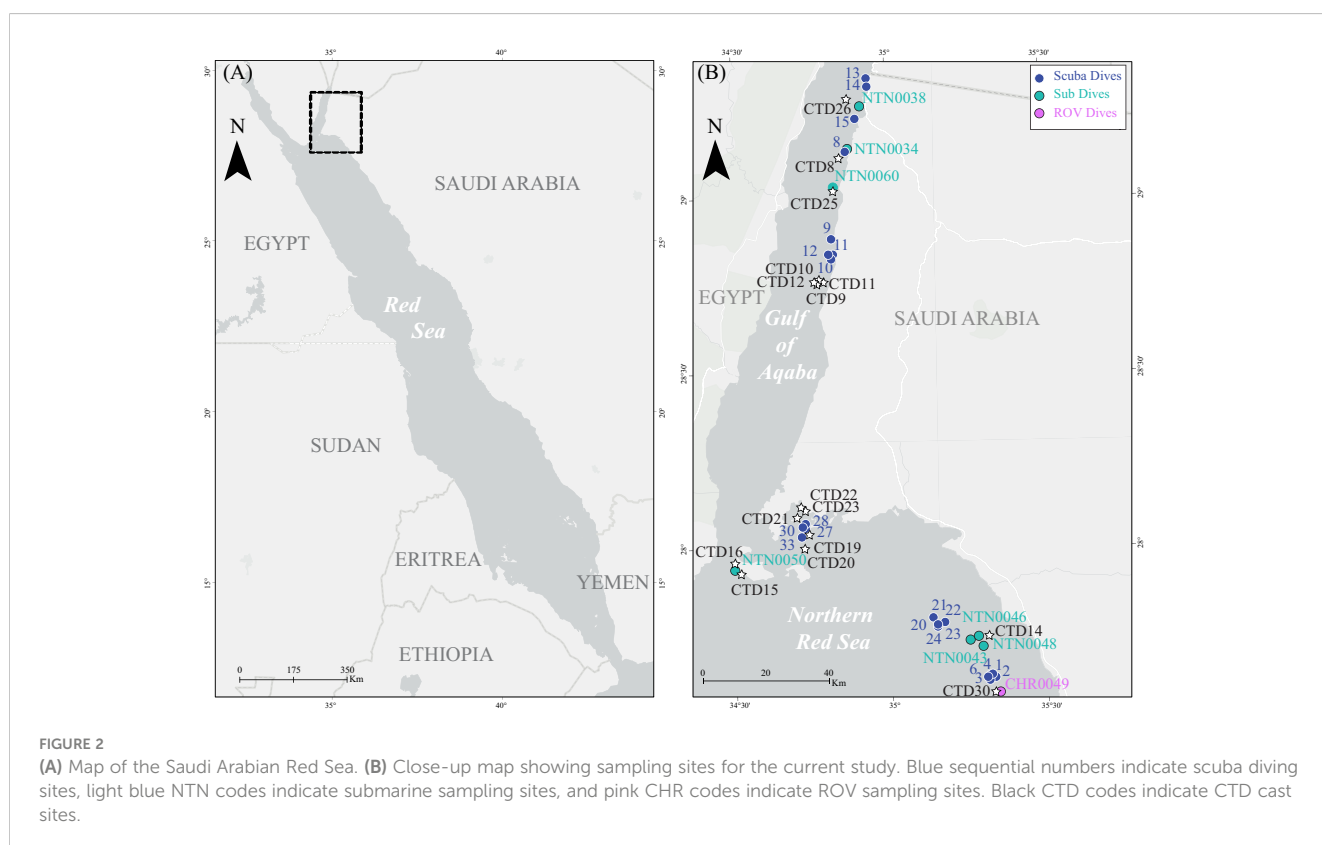 (A)
35°
40°
30°
30°
N
SAUDI ARABIA
EGYPT
25°
25°
Red
Sea
20°
20°
SUDAN
ERITREA
YEMEN
15°
15°
ETHIOPIA
0 175 350
Km
35°
40°
(B)
34°30'
35°
35°30'
Scuba Dives
Sub Dives
ROV Dives
N
13
14
NTN0038
CTD26
15
8
NTN0034
CTD8
NTN0060
CTD25
29°
29°
9
12
11
CTD10
10
CTD12
CTD11
CTD9
EGYPT
SAUDI ARABIA
Gulf
of
Aqaba
28°30'
28°30'
CTD22
CTD23
CTD21
28
30
27
33
CTD19
CTD16
NTN0050
CTD20
CTD15
28°
28°
21
22
NTN0046
20
23
CTD14
24
NTN0048
NTN0043
Northern
Red Sea
6
4
1
3
2
CTD30
CHR0049
0 20 40
Km
34°30'
35°
35°30'
FIGURE 2
(A) Map of the Saudi Arabian Red Sea. (B) Close-up map showing sampling sites for the current study. Blue sequential numbers indicate scuba diving
sites, light blue NTN codes indicate submarine sampling sites, and pink CHR codes indicate ROV sampling sites. Black CTD codes indicate CTD cast
sites.